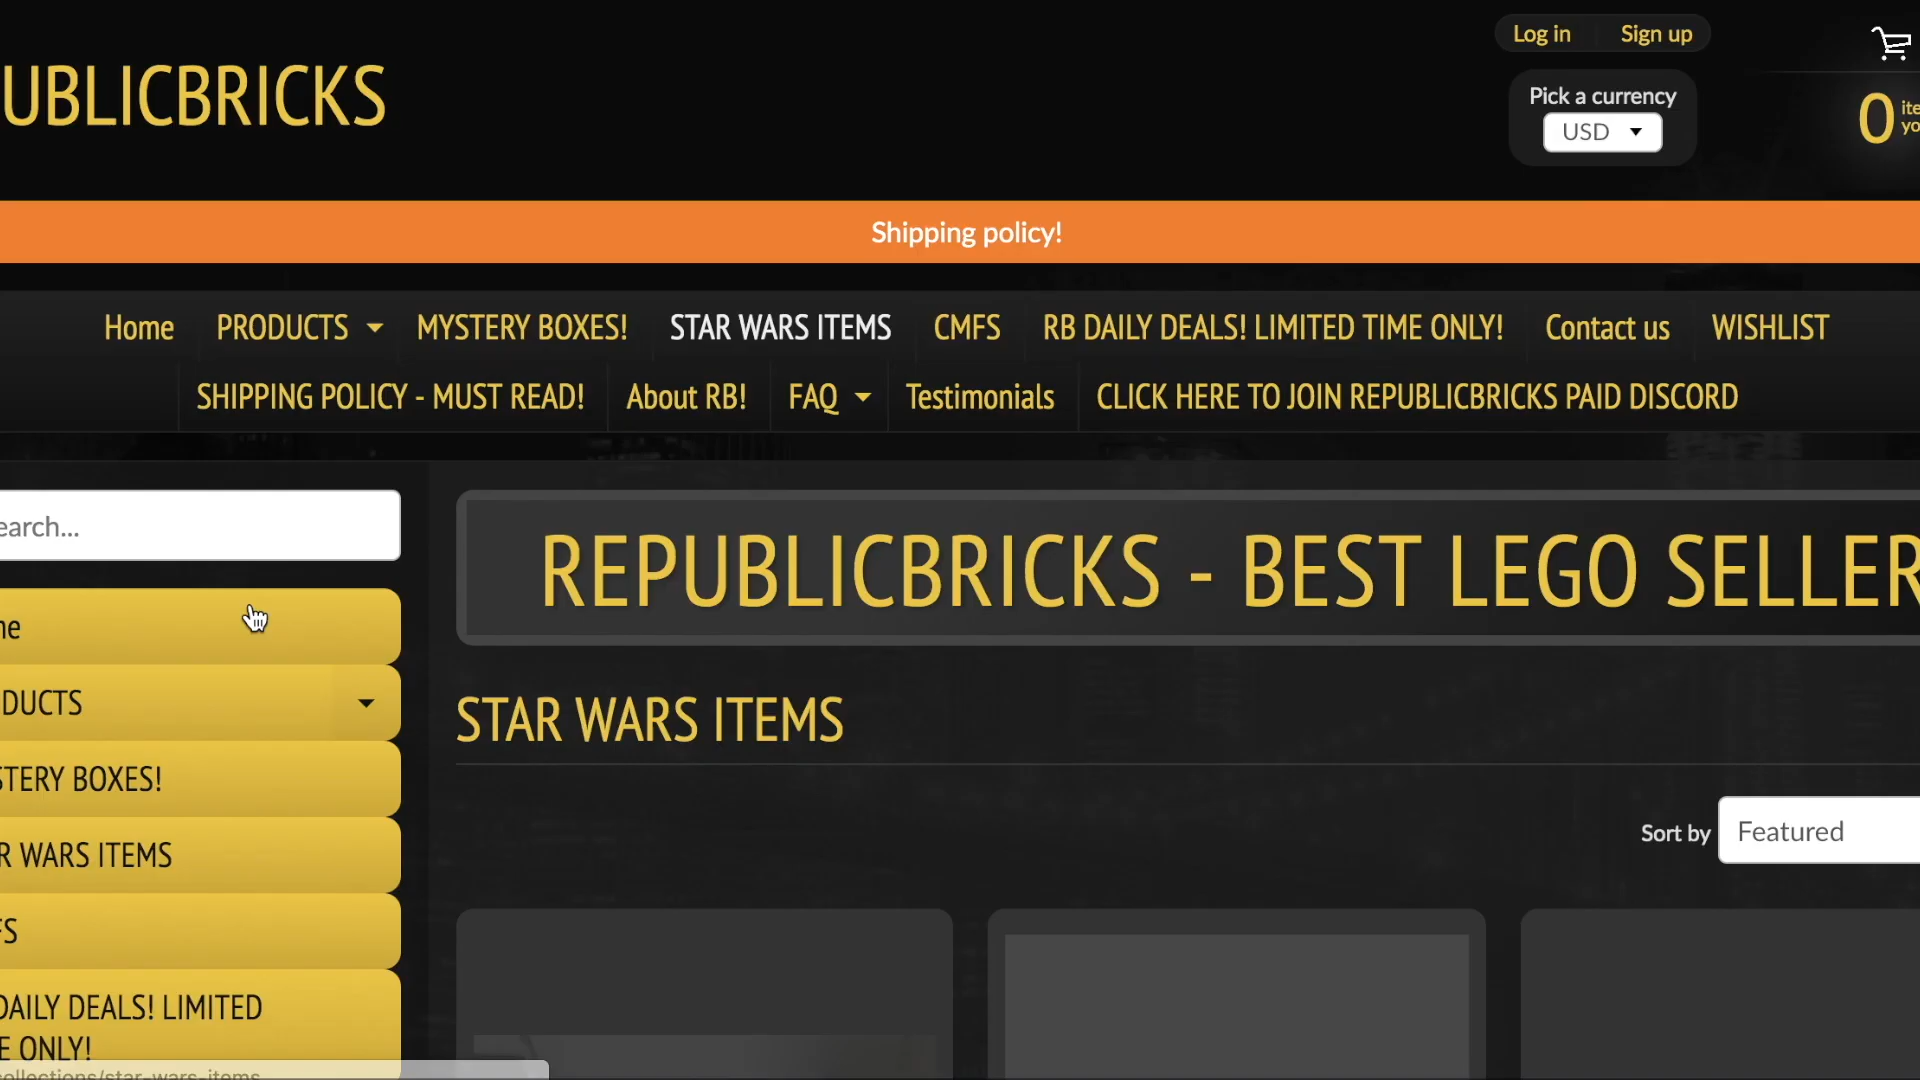 UBLICBRICKS
Log in Sign up
Pick a currency
USD
0
Shipping policy!
Home PRODUCTS MYSTERY BOXES! STAR WARS ITEMS CMFS RB DAILY DEALS! LIMITED TIME ONLY! Contact us WISHLIST
SHIPPING POLICY - MUST READ! About RB! FAQ Testimonials CLICK HERE TO JOIN REPUBLICBRICKS PAID DISCORD
earch...
REPUBLICBRICKS - BEST LEGO SELLER
ne
DUCTS
STERY BOXES!
R WARS ITEMS
FS
DAILY DEALS! LIMITED
E ONLY!
STAR WARS ITEMS
Sort by Featured
collections/star-wars-items